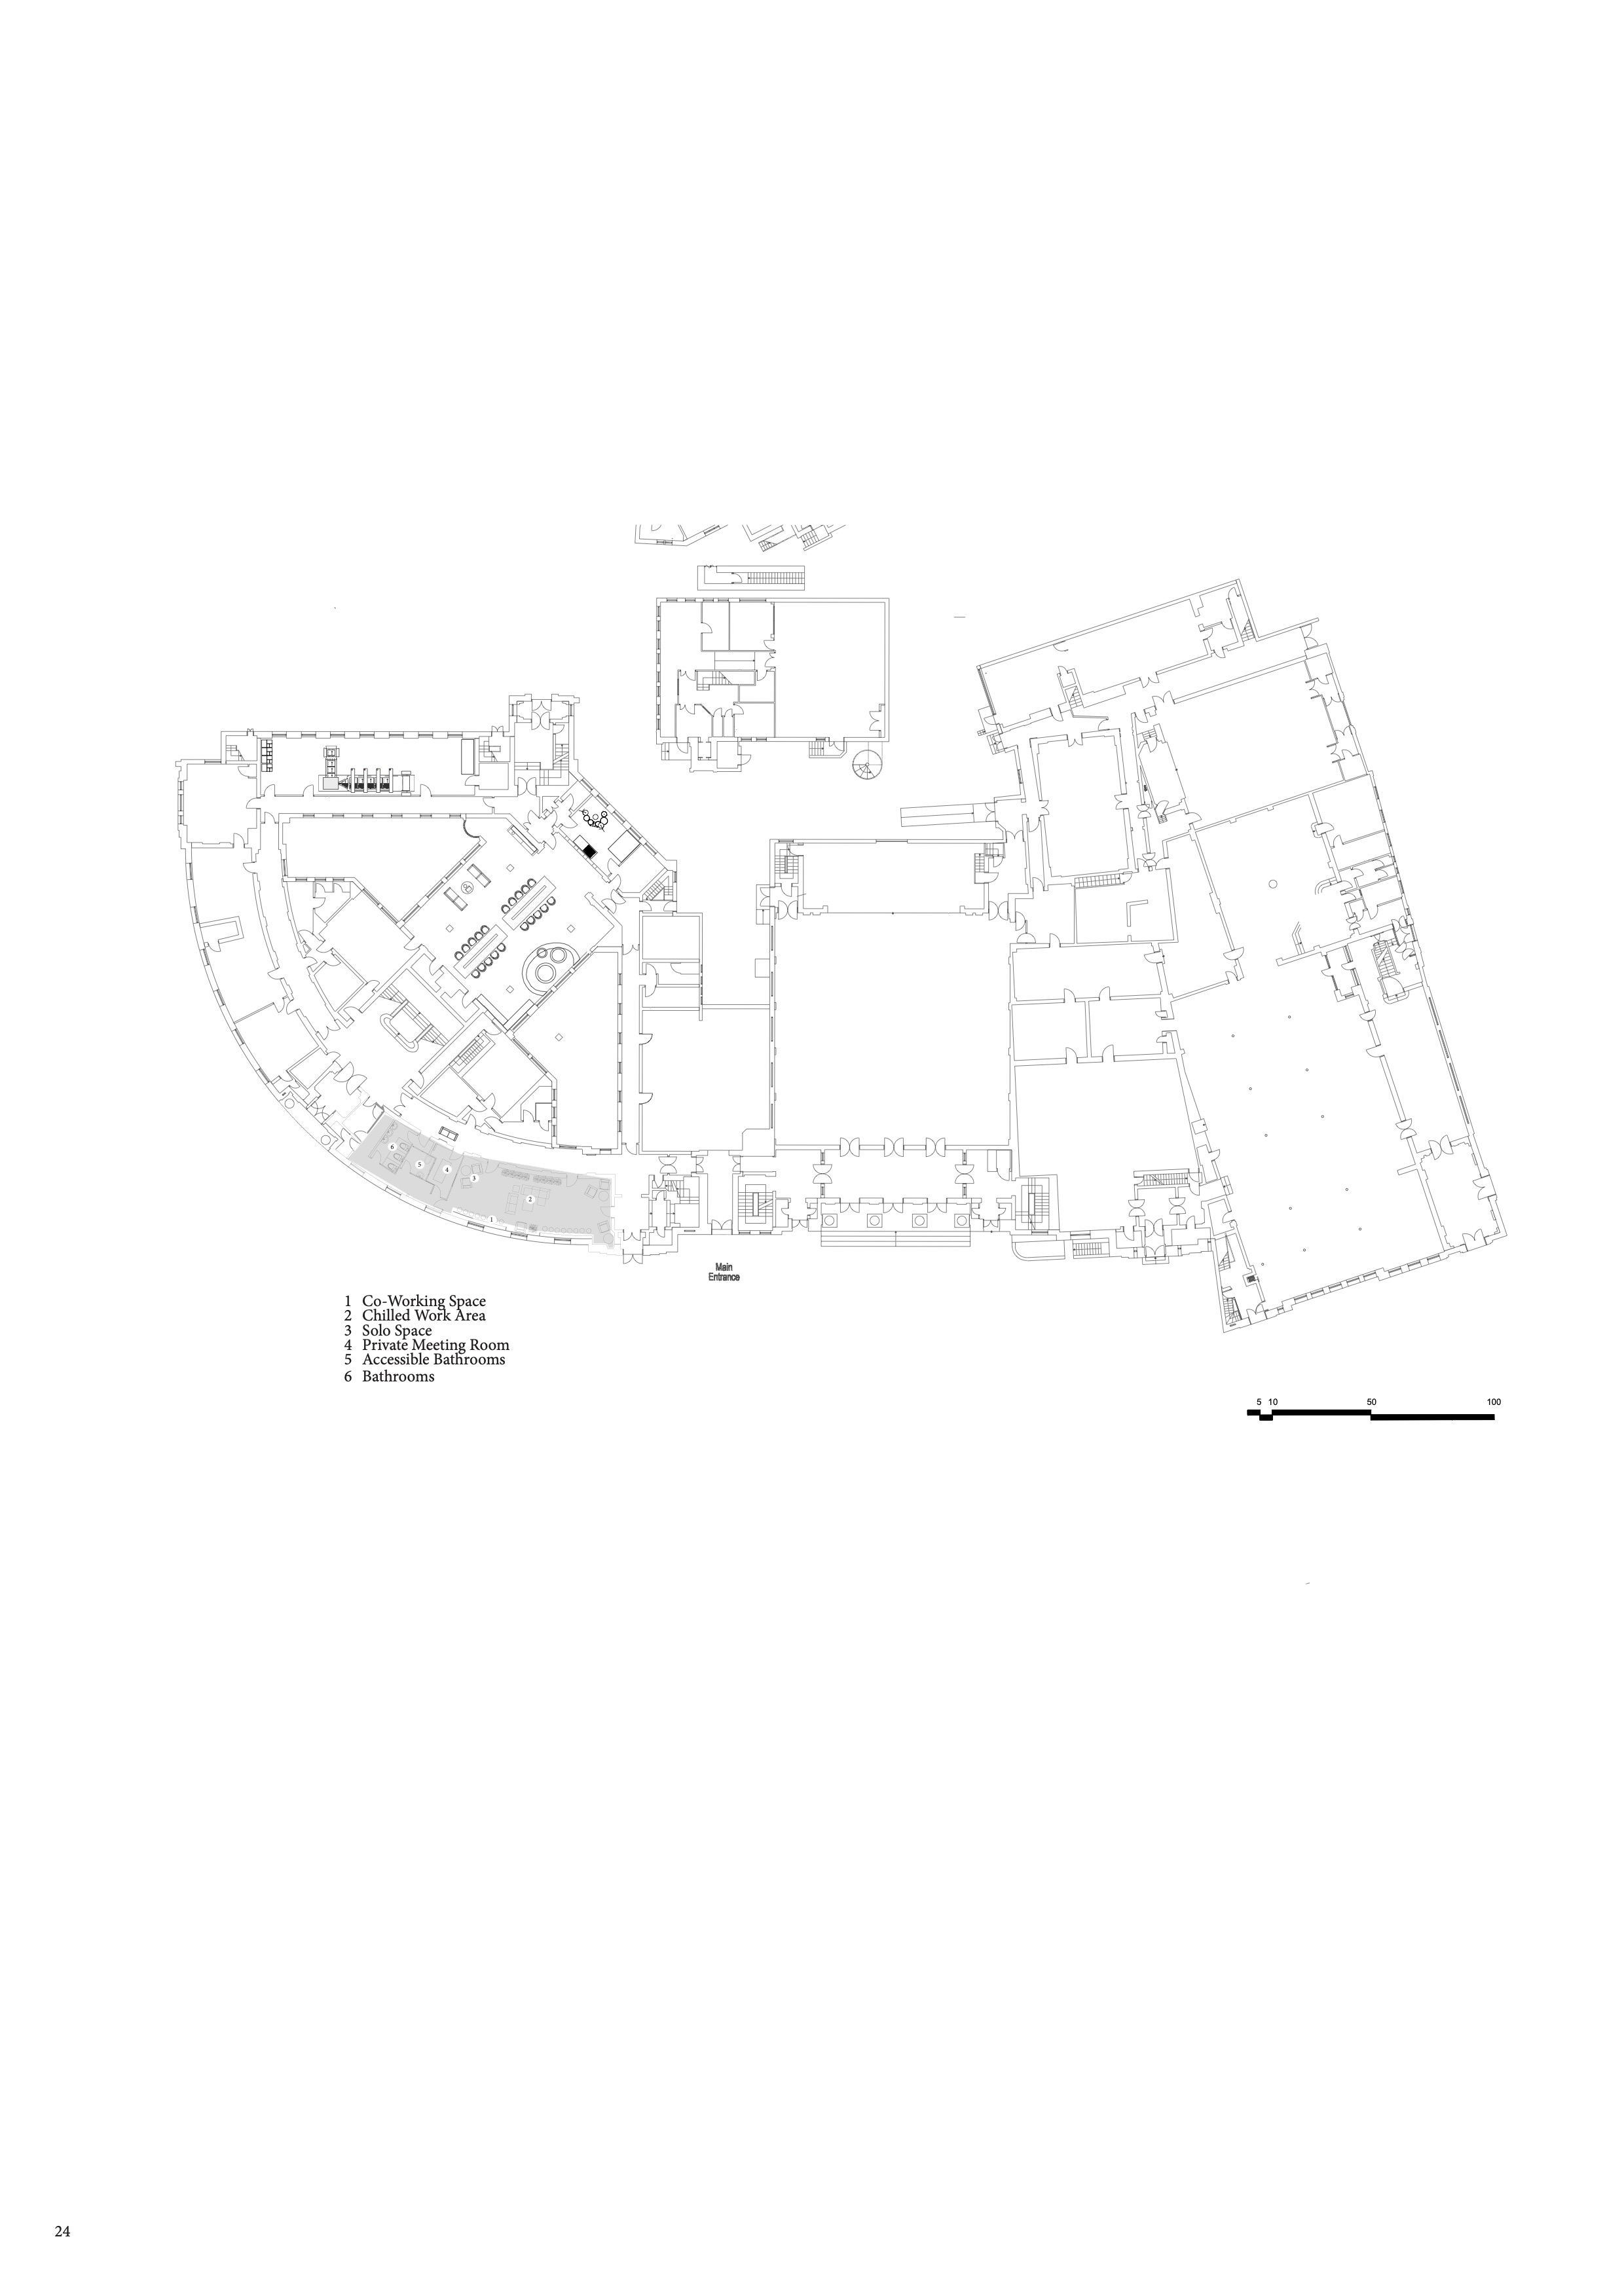 6
5
4
3
2
1
Main
Entrance
1 Co-Working Space
2 Chilled Work Area
3 Solo Space
4 Private Meeting Room
5 Accessible Bathrooms
6 Bathrooms
5 10 50 100
24